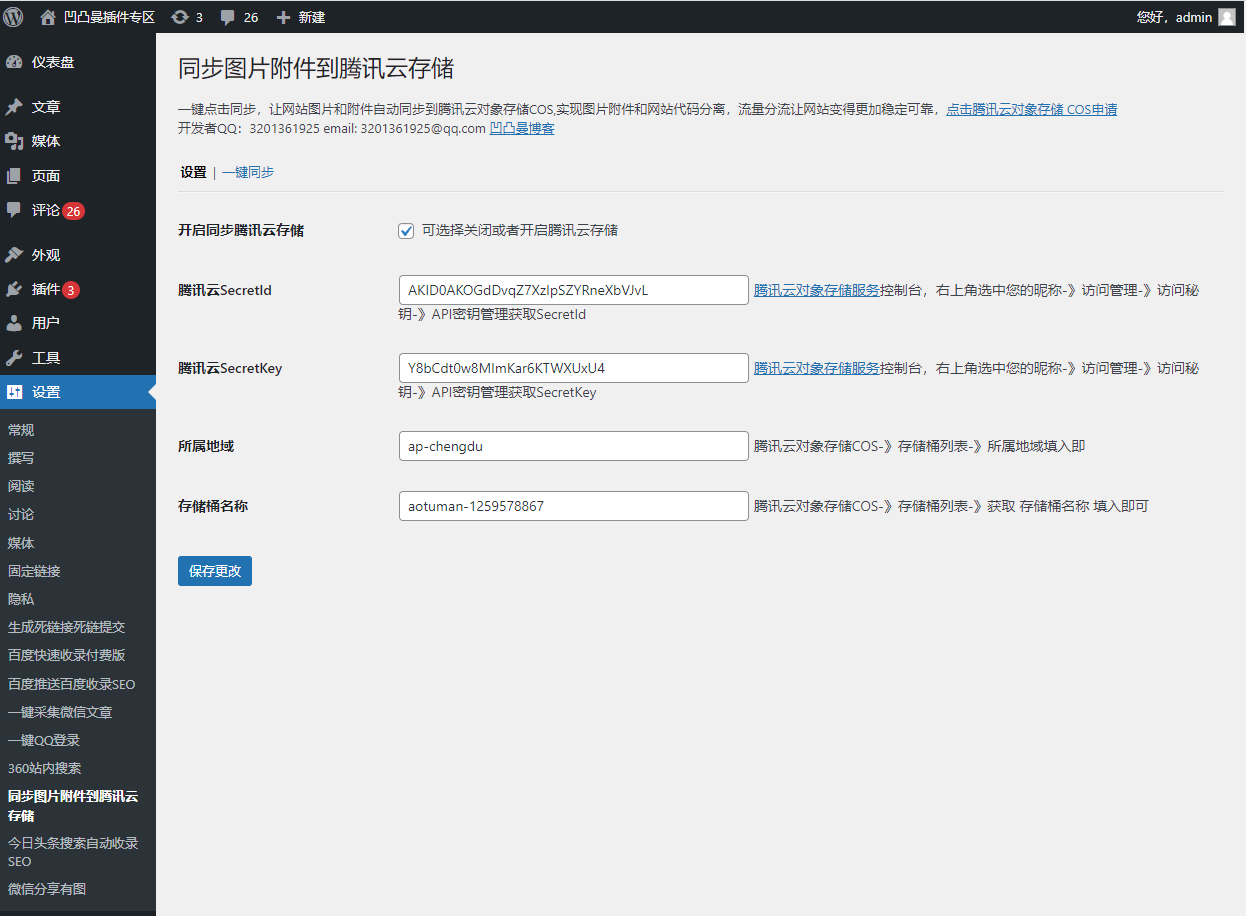 凹凸曼插件专区 3 26 新建 您好，admin
仪表盘
文章
媒体
页面
评论 26
外观
插件 3
用户
工具
设置
常规
撰写
阅读
讨论
媒体
固定链接
隐私
生成死链接死链提交
百度快速收录付费版
百度推送百度收录SEO
一键采集微信文章
一键QQ登录
360站内搜索
同步图片附件到腾讯云
存储
今日头条搜索自动收录
SEO
微信分享有图
同步图片附件到腾讯云存储
一键点击同步，让网站图片和附件自动同步到腾讯云对象存储COS,实现图片附件和网站代码分离，流量分流让网站变得更加稳定可靠，点击腾讯云对象存储 COS申请
开发者QQ：3201361925 email: 3201361925@qq.com 凹凸曼博客
设置 | 一键同步
开启同步腾讯云存储 可选择关闭或者开启腾讯云存储
腾讯云SecretId AKID0AKOGdDvqZ7XzIpSZYRneXbVJvL 腾讯云对象存储服务控制台，右上角选中您的昵称-》访问管理-》访问秘
钥-》API密钥管理获取SecretId
腾讯云SecretKey Y8bCdt0w8MImKar6KTWXUxU4 腾讯云对象存储服务控制台，右上角选中您的昵称-》访问管理-》访问秘
钥-》API密钥管理获取SecretKey
所属地域 ap-chengdu 腾讯云对象存储COS-》存储桶列表-》所属地域填入即
存储桶名称 aotuman-1259578867 腾讯云对象存储COS-》存储桶列表-》获取 存储桶名称 填入即可
保存更改